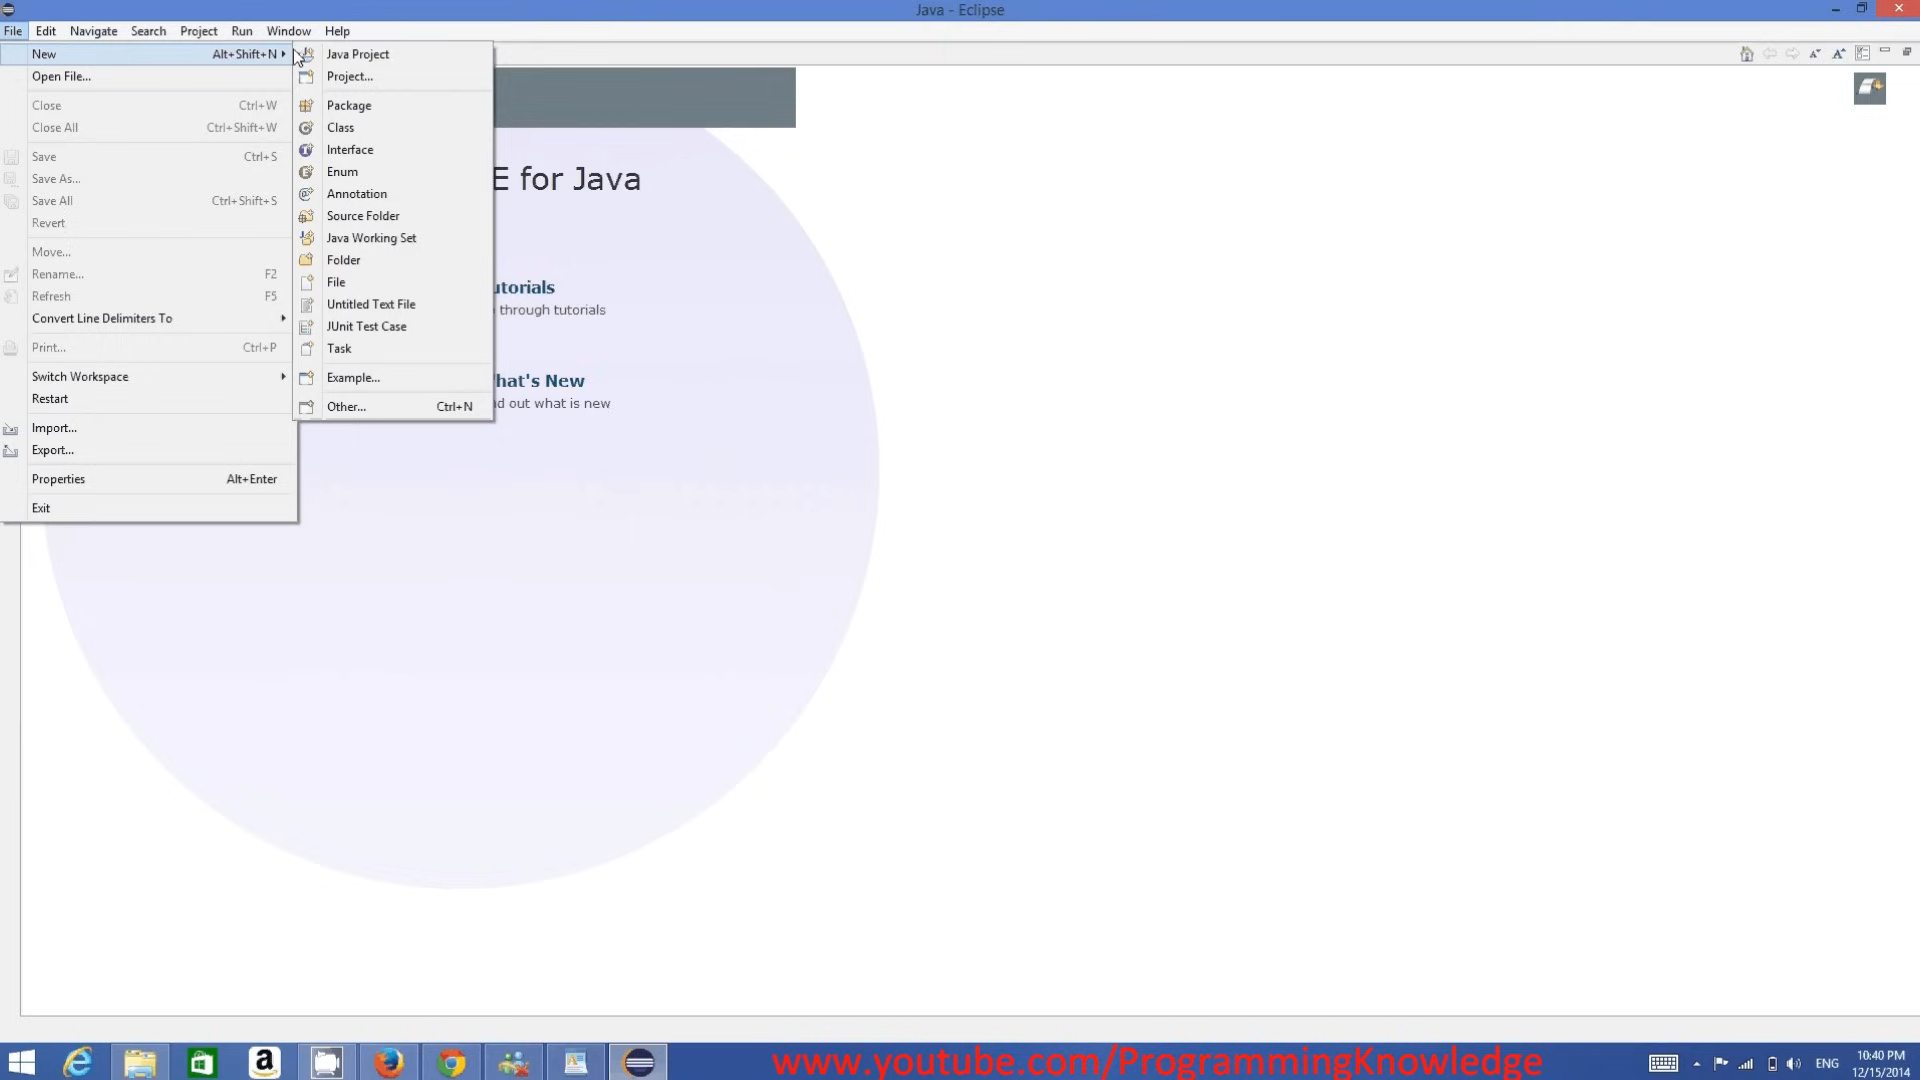 Java - Eclipse
File Edit Navigate Search Project Run Window Help
New Alt+Shift+N
Open File...
Close Ctrl+W
Close All Ctrl+Shift+W
Save Ctrl+S
Save As...
Save All Ctrl+Shift+S
Revert
Move...
Rename... F2
Refresh F5
Convert Line Delimiters To
Print... Ctrl+P
Switch Workspace
Restart
Import...
Export...
Properties Alt+Enter
Exit
Java Project
Project...
Package
Class
Interface
Enum
Annotation
Source Folder
Java Working Set
Folder
File
Untitled Text File
JUnit Test Case
Task
Example...
Other... Ctrl+N
E for Java
utorials
through tutorials
hat's New
nd out what is new
www.youtube.com/ProgrammingKnowledge
ENG
10:40 PM
12/15/2014